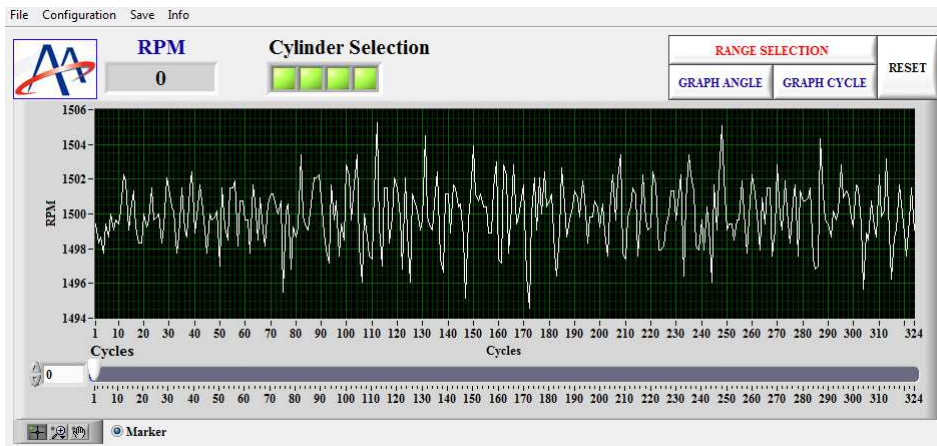 File Configuration Save Info
RPM Cylinder Selection RANGE SELECTION RESET
0 GRAPH ANGLE GRAPH CYCLE
1506
1504
1502
1500
1498
1496
1494
RPM
1 10 20 30 40 50 60 70 80 90 100 110 120 130 140 150 160 170 180 190 200 210 220 230 240 250 260 270 280 290 300 310 324
Cycles Cycles
0
1 10 20 30 40 50 60 70 80 90 100 110 120 130 140 150 160 170 180 190 200 210 220 230 240 250 260 270 280 290 300 310 324
Marker